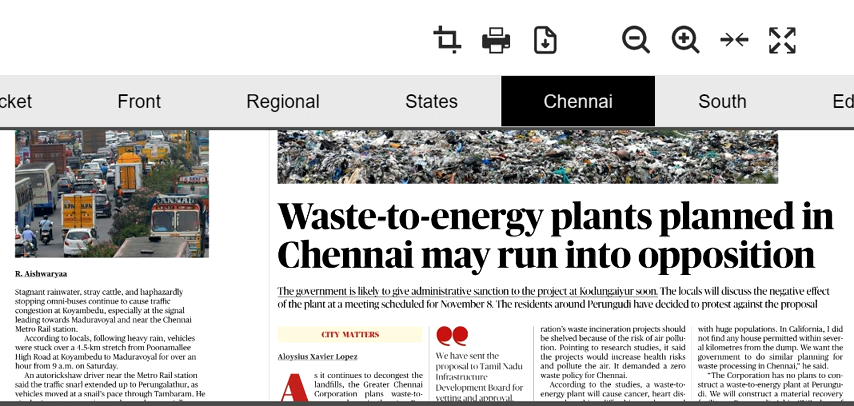 cket Front Regional States Chennai South Ed
R. Aishwaryaa
Stagnant rainwater, stray cattle, and haphazardly
stopping omni-buses continue to cause traffic
congestion at Koyambedu, especially at the signal
leading towards Maduravoyal and near the Chennai
Metro Rail station.
According to locals, following heavy rain, vehicles
were stuck over a 4.5-km stretch from Poonamallee
High Road at Koyambedu to Maduravoyal for over an
hour from 9 a.m. on Saturday.
An autorickshaw driver near the Metro Rail station
said the traffic snarl extended up to Perungalathur, as
vehicles moved at a snail's pace through Tambaram. He
Waste-to-energy plants planned in
Chennai may run into opposition
The government is likely to give administrative sanction to the project at Kodungaiyur soon. The locals will discuss the negative effect
of the plant at a meeting scheduled for November 8. The residents around Perungudi have decided to protest against the proposal
CITY MATTERS
Aloysius Xavier Lopez
As it continues to decongest the
landfills, the Greater Chennai
Corporation plans waste-to-
We have sent the
proposal to Tamil Nadu
Infrastructure
Development Board for
vetting and approval.
ration's waste incineration projects should
be shelved because of the risk of air pollu-
tion. Pointing to research studies, it said
the projects would increase health risks
and pollute the air. It demanded a zero
waste policy for Chennai.
According to the studies, a waste-to-
energy plant will cause cancer, heart dis-
with huge populations. In California, I did
not find any house permitted within seve-
ral kilometres from the dump. We want the
government to do similar planning for
waste processing in Chennai," he said.
"The Corporation has no plans to con-
struct a waste-to-energy plant at Perungu-
di. We will construct a material recovery